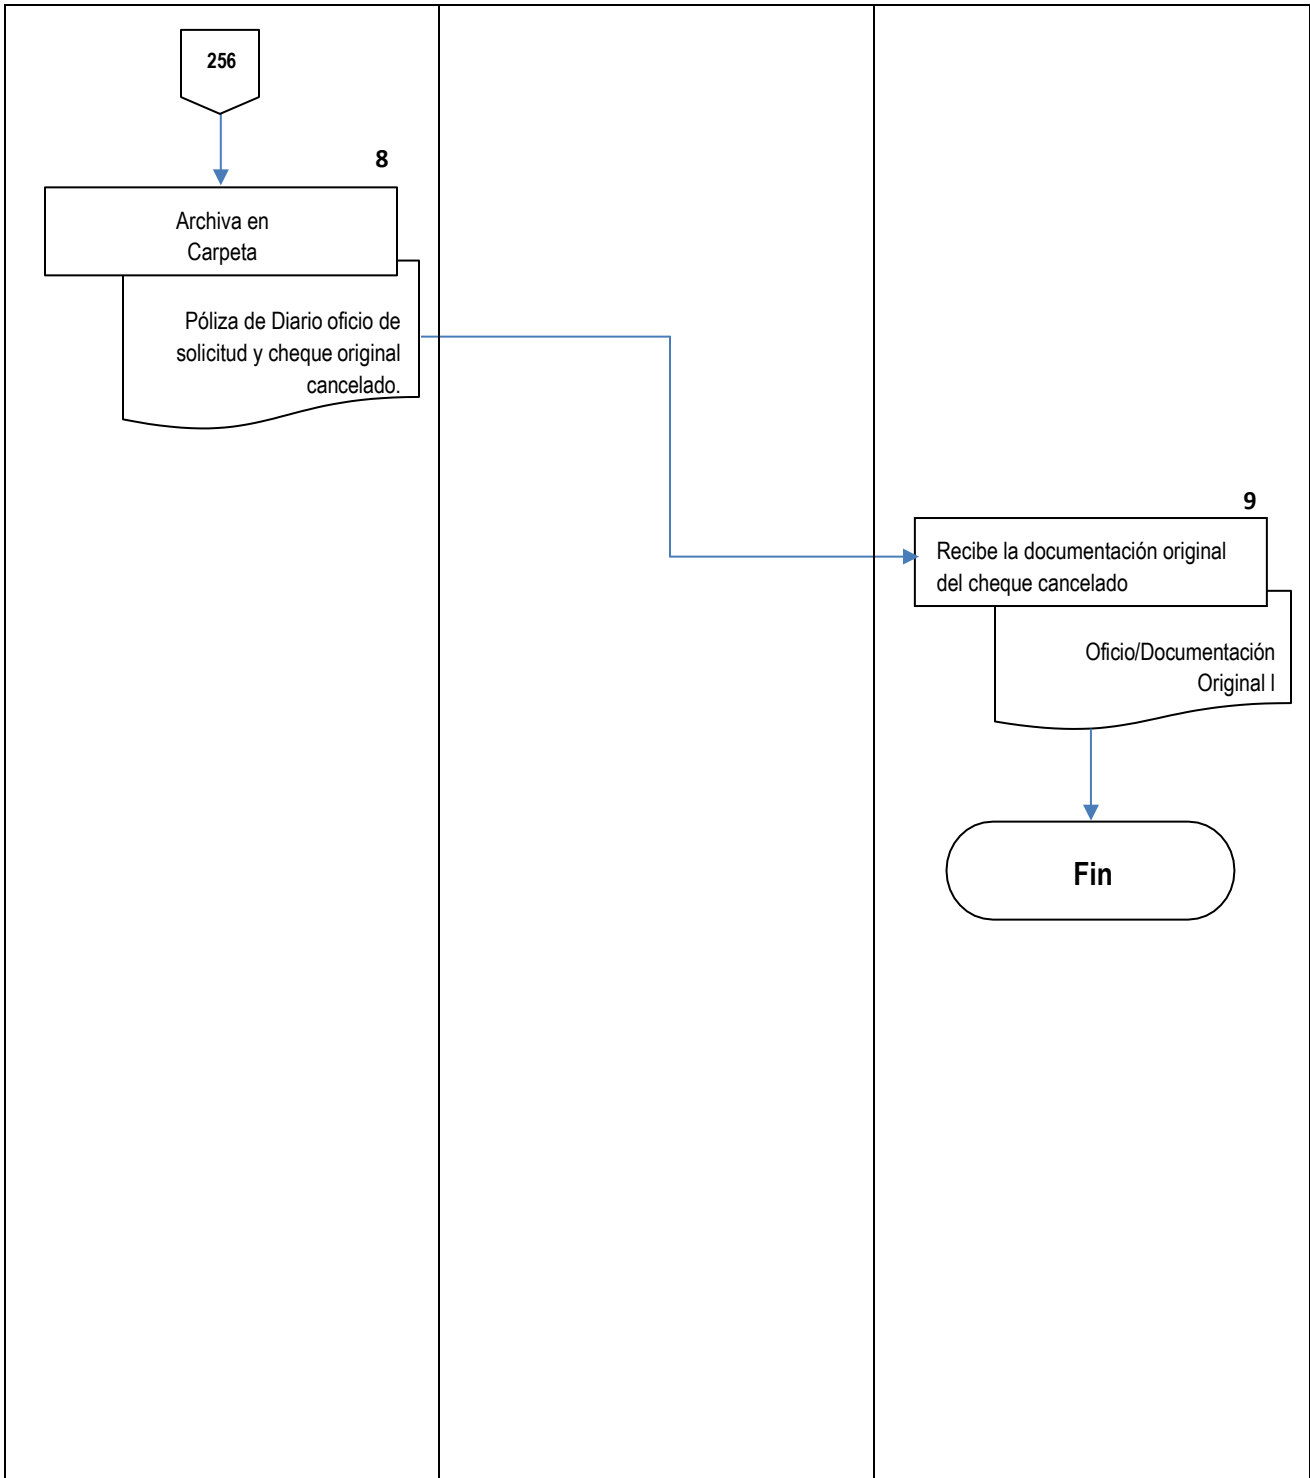 256
8
Archiva en
Carpeta
Póliza de Diario oficio de
solicitud y cheque original
cancelado.
9
Recibe la documentación original
del cheque cancelado
Oficio/Documentación
Original l
Fin